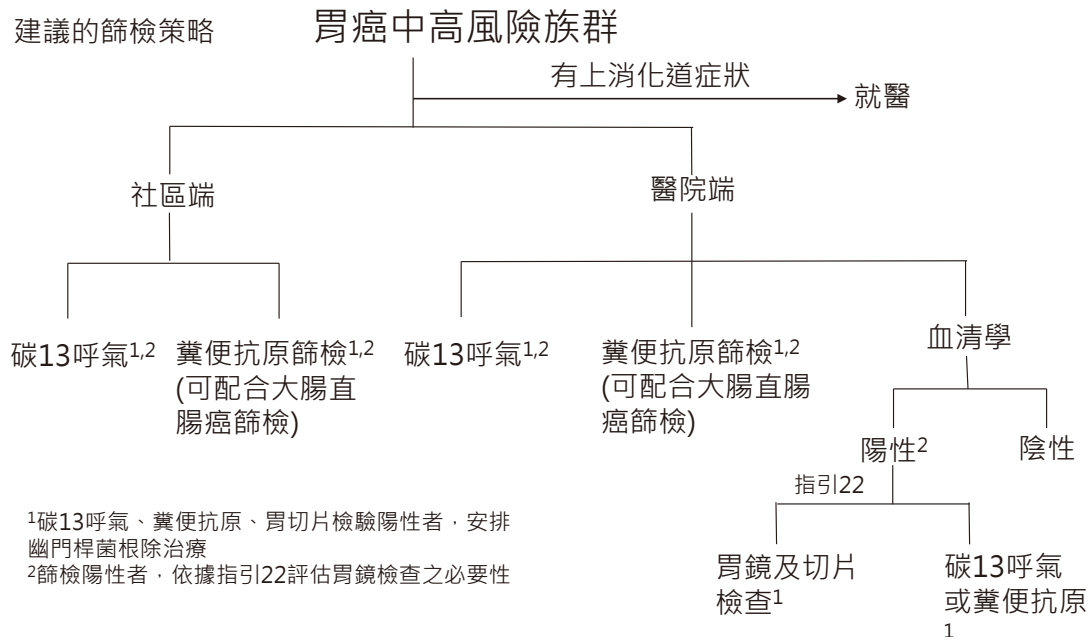 建議的篩檢策略
胃癌中高風險族群
有上消化道症狀
就醫
社區端
醫院端
碳13呼氣1,2
糞便抗原篩檢1,2
(可配合大腸直
腸癌篩檢)
碳13呼氣1,2
糞便抗原篩檢1,2
(可配合大腸直腸
癌篩檢)
血清學
陽性2
陰性
指引22
胃鏡及切片
檢查1
碳13呼氣
或糞便抗原
1
1碳13呼氣、糞便抗原、胃切片檢驗陽性者,安排
幽門桿菌根除治療
2篩檢陽性者,依據指引22評估胃鏡檢查之必要性